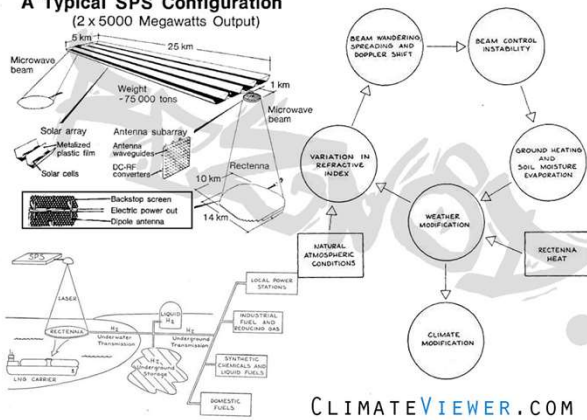 A Typical SPS Configuration
(2 x 5000 Megawatts Output)
5 km
25 km
Microwave
beam
Weight
~75 000 tons
1 km
Microwave
beam
Solar array
Metalized
plastic film
Solar cells
Antenna subarray
Antenna
waveguides
DC-RF
converters
Rectenna
10 km
14 km
Backstop screen
Electric power out
Dipole antenna
BEAM WANDERING,
SPREADING AND
DOPPLER SHIFT
BEAM CONTROL
INSTABILITY
VARIATION IN
REFRACTIVE
INDEX
GROUND HEATING
AND
SOIL MOISTURE
EVAPORATION
WEATHER
MODIFICATION
NATURAL
ATMOSPHERIC
CONDITIONS
RECTENNA
HEAT
CLIMATE
MODIFICATION
SPS
LASER
RECTENNA
LNG CARRIER
H2
Underwater
Transmission
LIQUID
H2
H2
Underground
Transmission
H2
Underground
Storage
LOCAL POWER
STATIONS
INDUSTRIAL
FUEL AND
REDUCING GAS
SYNTHETIC
CHEMICALS AND
LIQUID FUELS
DOMESTIC
FUELS
CLIMATEVIEWER.COM